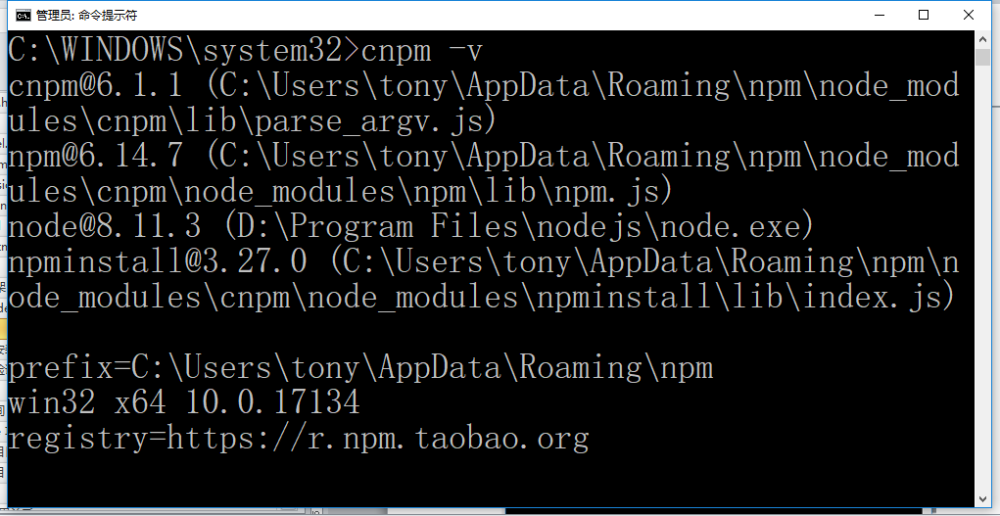 管理员: 命令提示符
C:\WINDOWS\system32>cnpm -v
cnpm@6.1.1 (C:\Users\tony\AppData\Roaming\npm\node_mod
ules\cnpm\lib\parse_argv.js)
npm@6.14.7 (C:\Users\tony\AppData\Roaming\npm\node_mod
ules\cnpm\node_modules\npm\lib\npm.js)
node@8.11.3 (D:\Program Files\nodejs\node.exe)
npminstall@3.27.0 (C:\Users\tony\AppData\Roaming\npm\n
ode_modules\cnpm\node_modules\npminstall\lib\index.js)
prefix=C:\Users\tony\AppData\Roaming\npm
win32 x64 10.0.17134
registry=https://r.npm.taobao.org